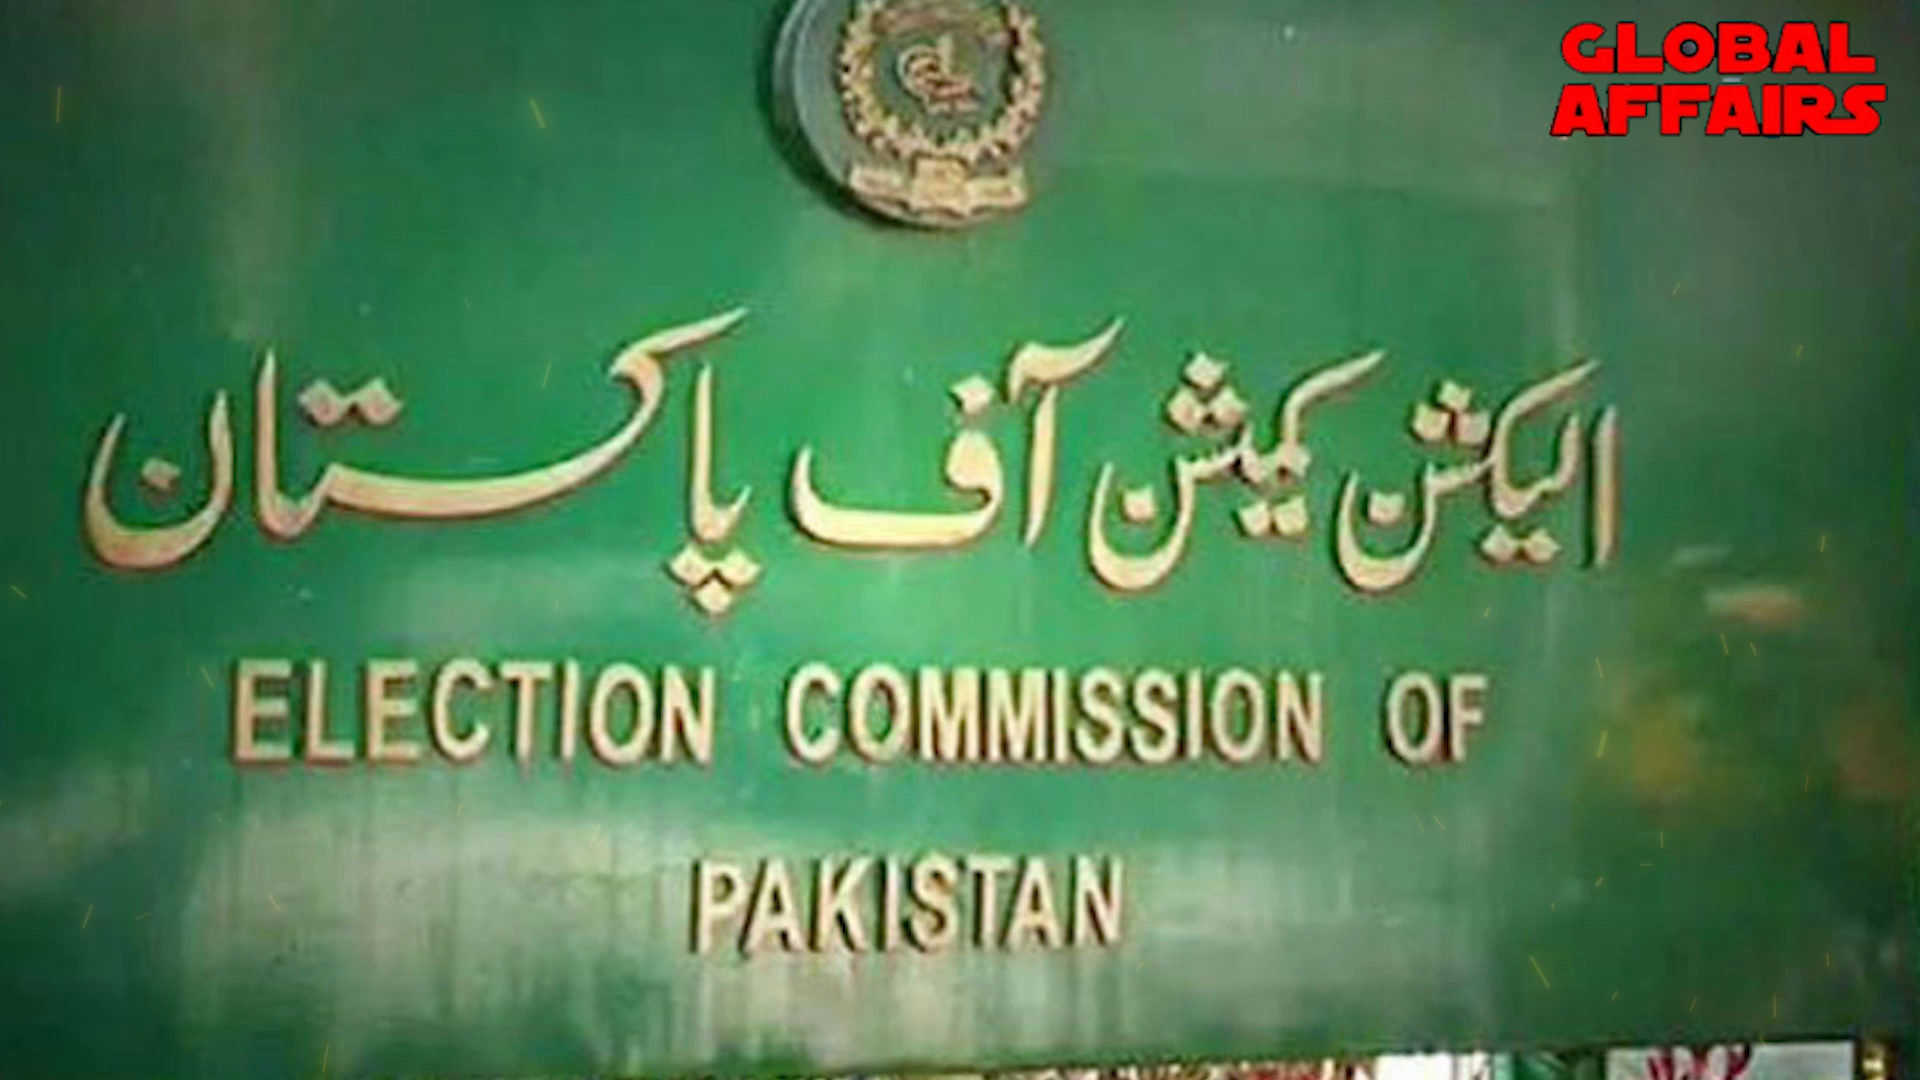 GLOBAL
AFFAIRS
الیکشن کمیشن آف پاکستان
ELECTION COMMISSION OF
PAKISTAN